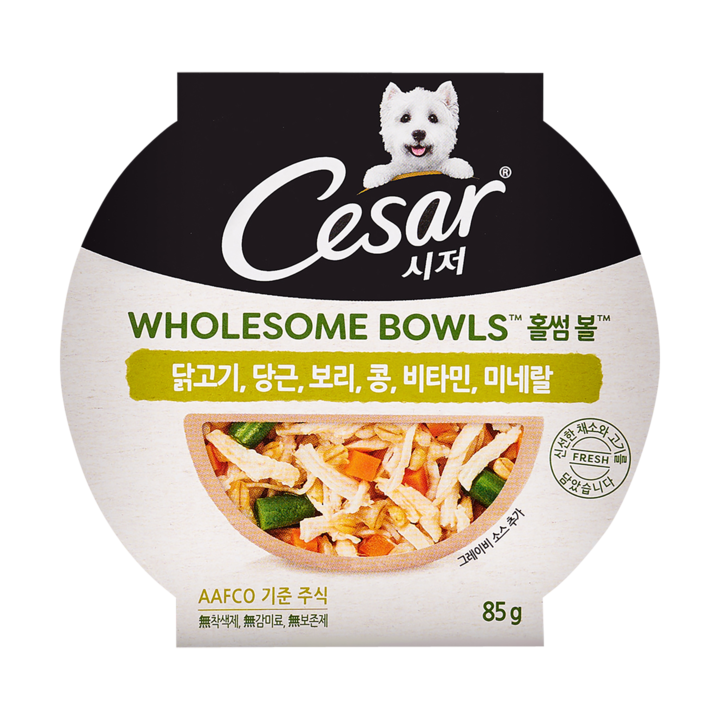 Cesar®
시저
WHOLESOME BOWLS™ 홀썸 볼™
닭고기, 당근, 보리, 콩, 비타민, 미네랄
신선한 채소와 고기를
FRESH
담았습니다
그레이비 소스 추가
AAFCO 기준 주식
無착색제, 無감미료, 無보존제
85g